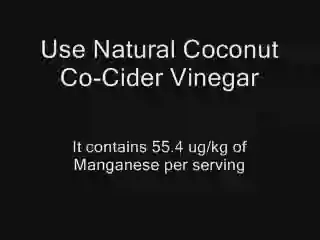 Use Natural Coconut
Co-Cider Vinegar
It contains 55.4 ug/kg of
Manganese per serving